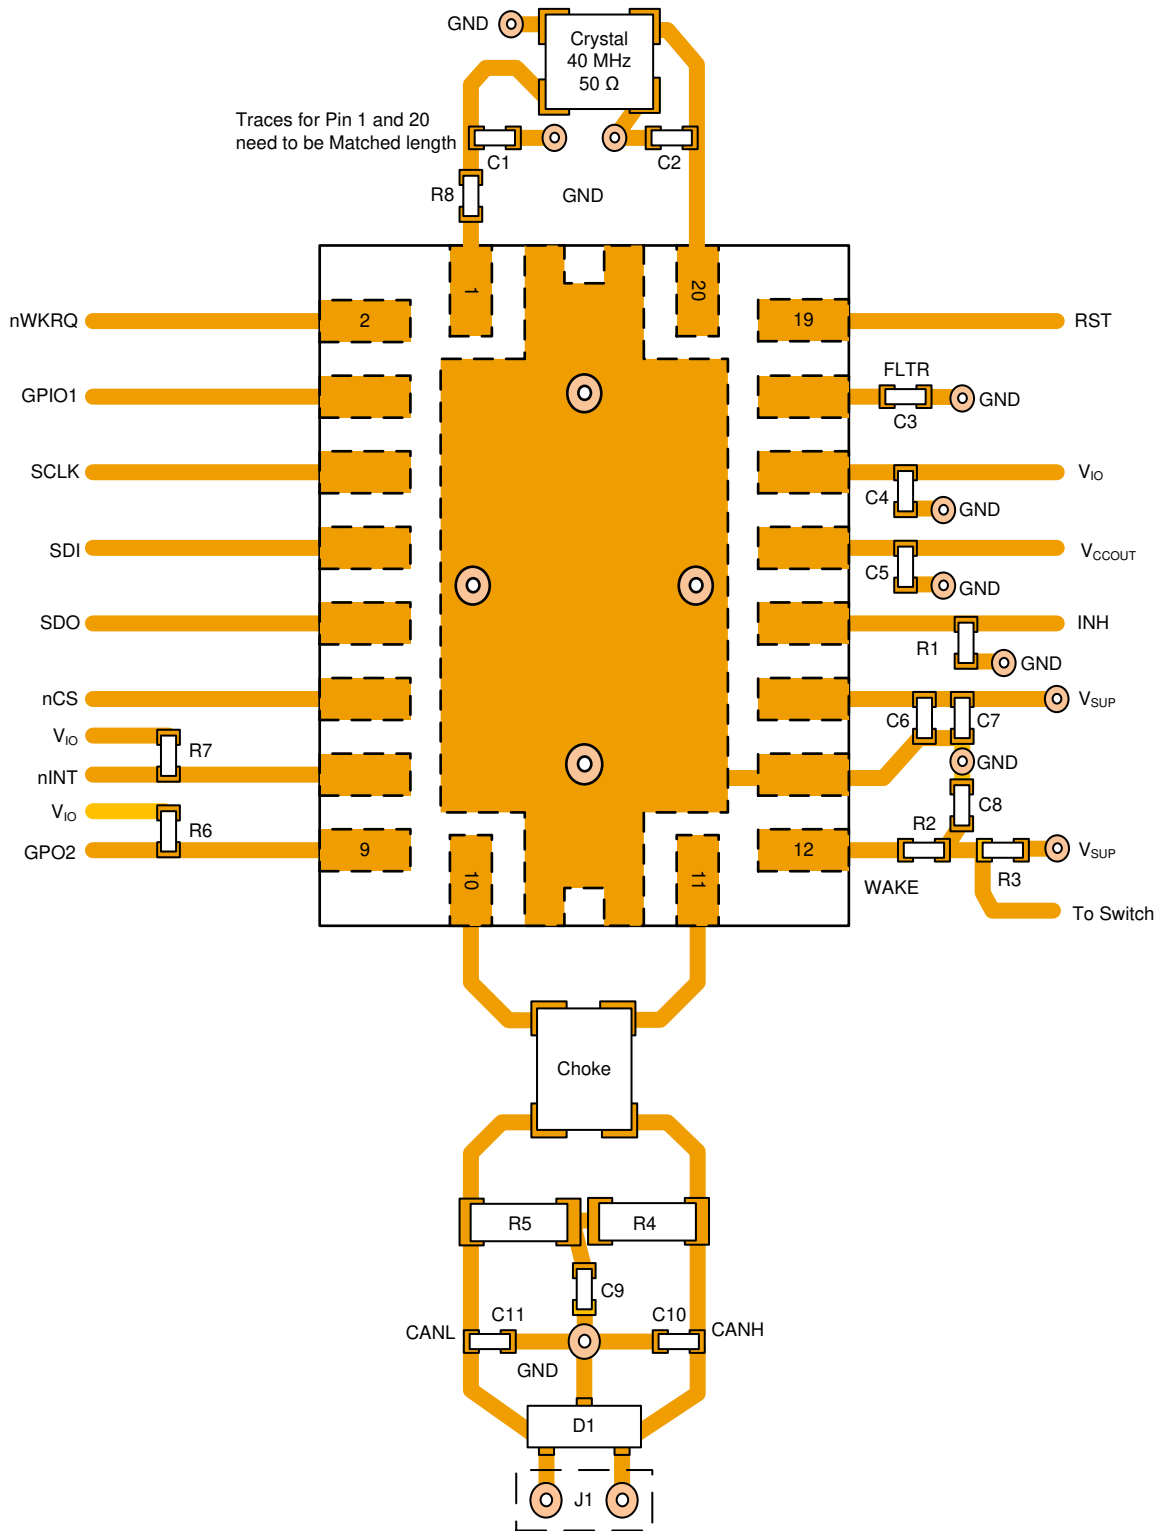 GND
Crystal
40 MHz
50 Ω
Traces for Pin 1 and 20
need to be Matched length
C1
C2
R8
GND
1
20
nWKRQ
2
19
RST
GPIO1
FLTR
C3
GND
SCLK
C4
GND
VIO
SDI
C5
GND
VCCOUT
SDO
R1
GND
INH
nCS
C6
C7
VSUP
VIO
R7
nINT
GND
VIO
R6
C8
GPO2
9
10
11
12
R2
R3
VSUP
WAKE
To Switch
Choke
R5
R4
C9
C11
C10
CANL
CANH
GND
D1
J1